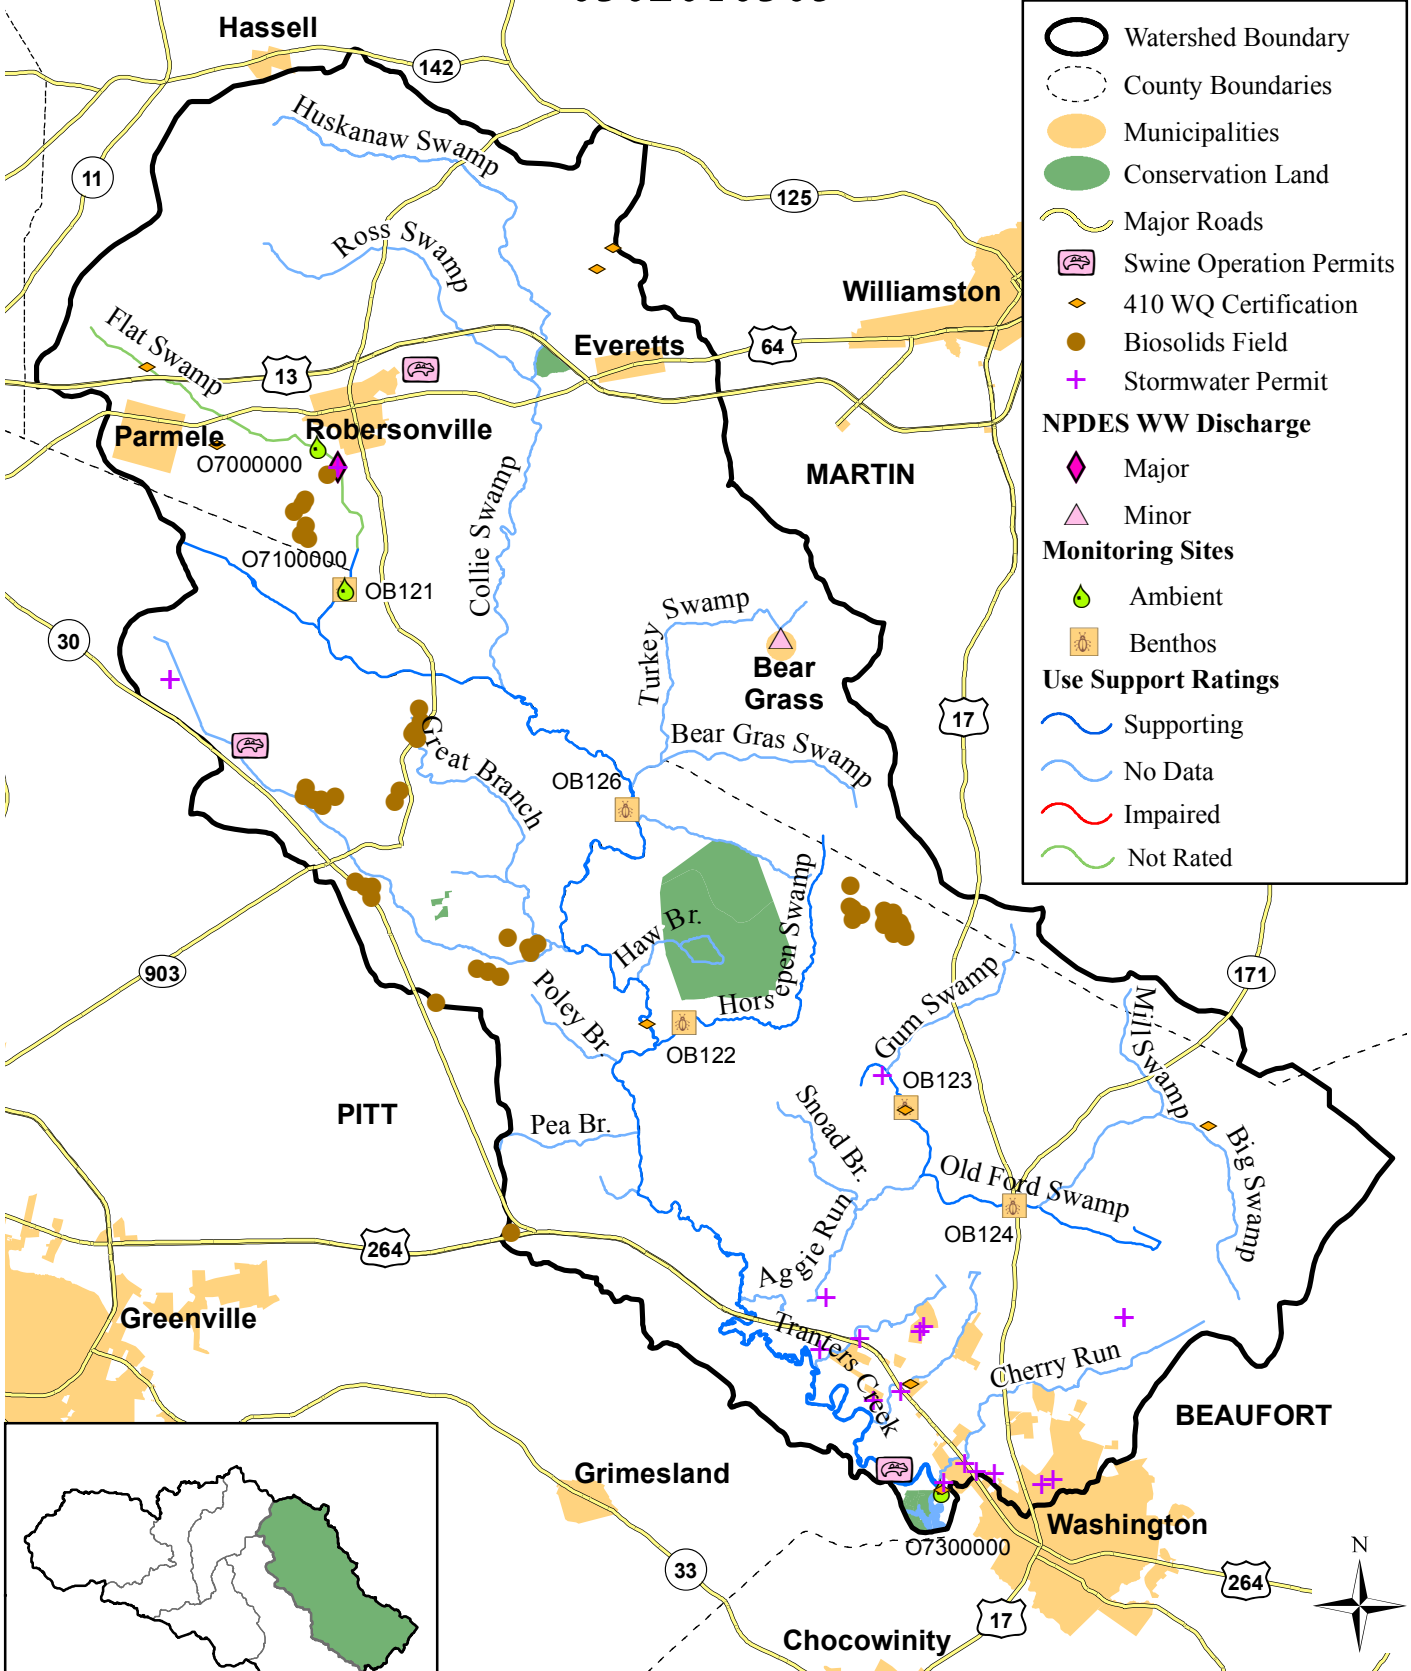 Hassell
142
Huskanaw Swamp
11
125
Ross Swamp
Williamston
Flat Swamp
Everetts
64
13
Parmele
Robersonville
O7000000
MARTIN
Collie Swamp
O7100000
OB121
30
Turkey Swamp
Bear
Grass
17
Great Branch
Bear Gras Swamp
OB126
Haw Br.
Horsepen Swamp
903
Poley Br.
171
Gum Swamp
Mill Swamp
OB122
OB123
PITT
Pea Br.
Snoad Br.
Big Swamp
Old Ford Swamp
OB124
264
Aggie Run
Greenville
Tranters Creek
Cherry Run
BEAUFORT
Grimesland
Washington
O7300000
33
264
17
Chocowinity
N
Watershed Boundary
County Boundaries
Municipalities
Conservation Land
Major Roads
Swine Operation Permits
410 WQ Certification
Biosolids Field
Stormwater Permit
NPDES WW Discharge
Major
Minor
Monitoring Sites
Ambient
Benthos
Use Support Ratings
Supporting
No Data
Impaired
Not Rated